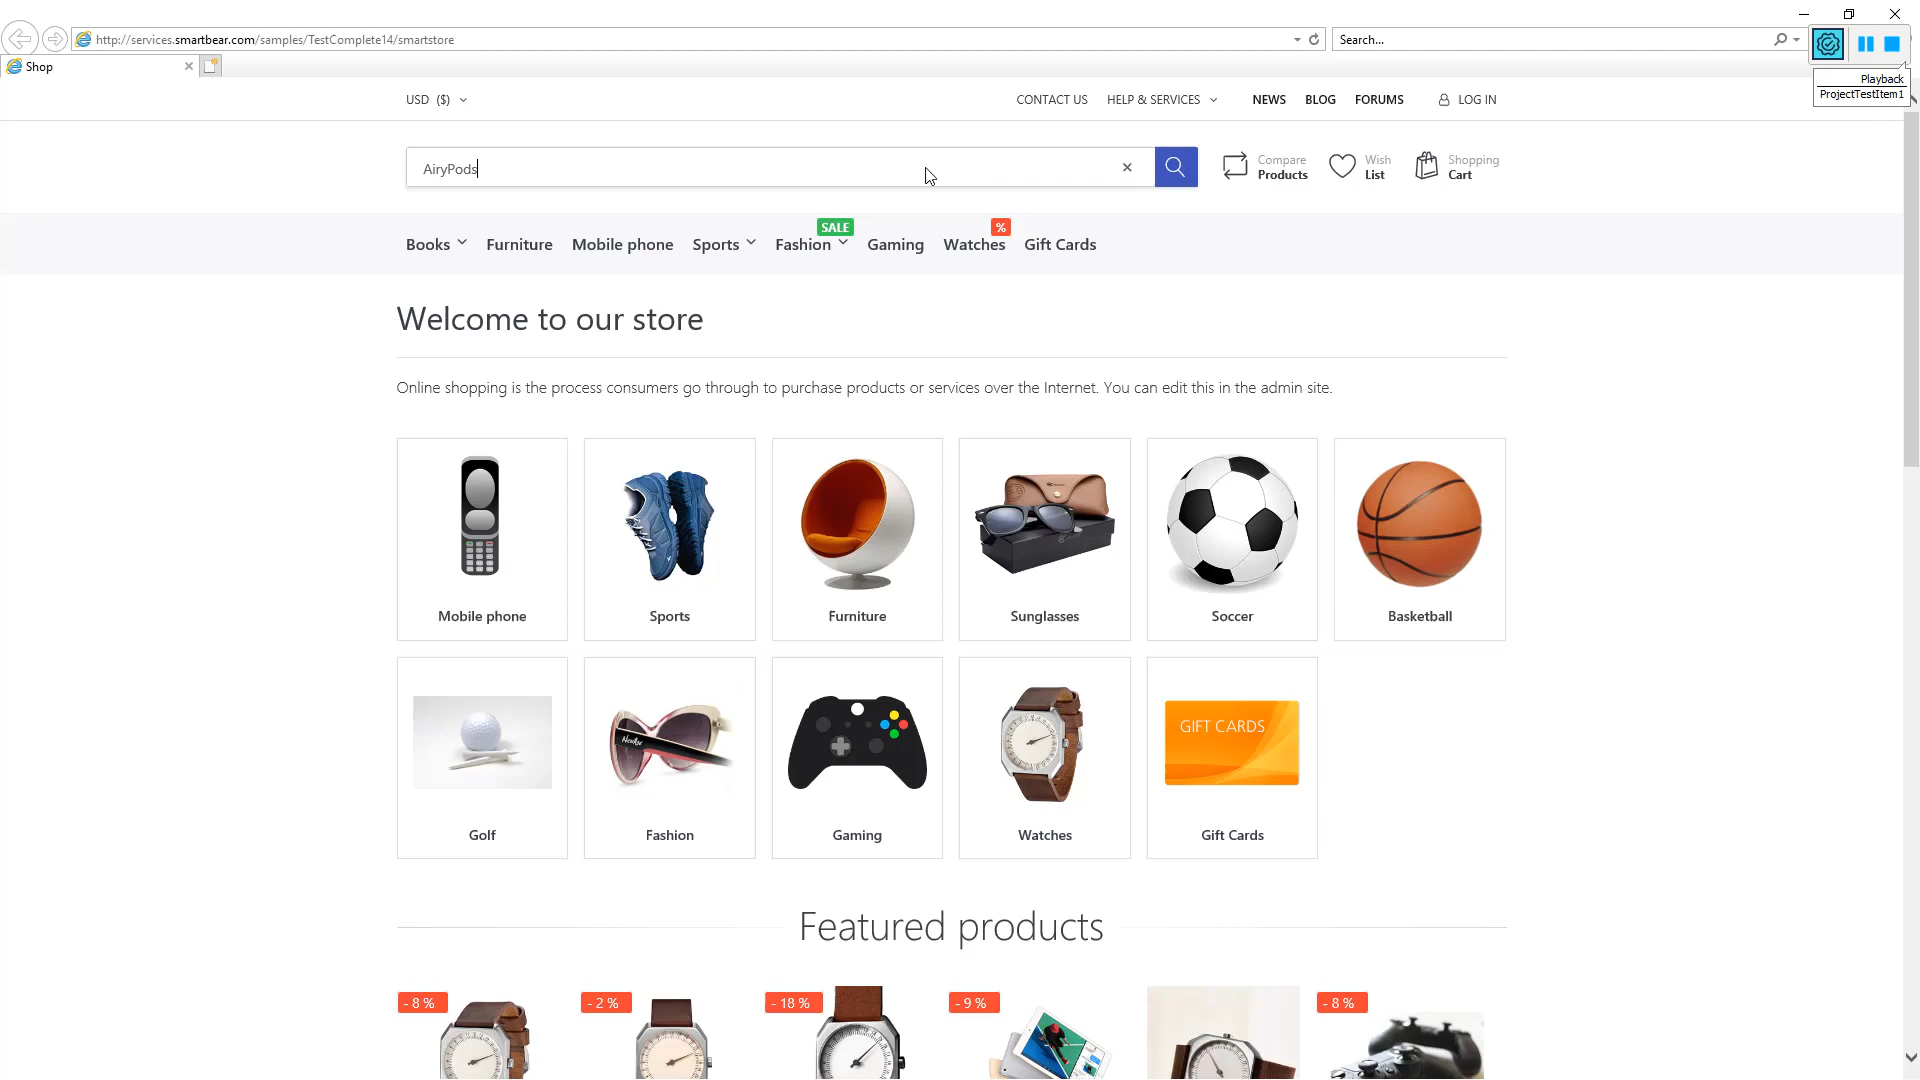 http://services.smartbear.com/samples/TestComplete14/smartstore
Search...
Shop
Playback
ProjectTestItem1
USD ($)
CONTACT US
HELP & SERVICES
NEWS
BLOG
FORUMS
LOG IN
AiryPods
Compare
Products
Wish
List
Shopping
Cart
SALE
%
Books
Furniture
Mobile phone
Sports
Fashion
Gaming
Watches
Gift Cards
Welcome to our store
Online shopping is the process consumers go through to purchase products or services over the Internet. You can edit this in the admin site.
Mobile phone
Sports
Furniture
Sunglasses
Soccer
Basketball
GIFT CARDS
Golf
Fashion
Gaming
Watches
Gift Cards
Featured products
- 8 %
- 2 %
- 18 %
- 9 %
- 8 %